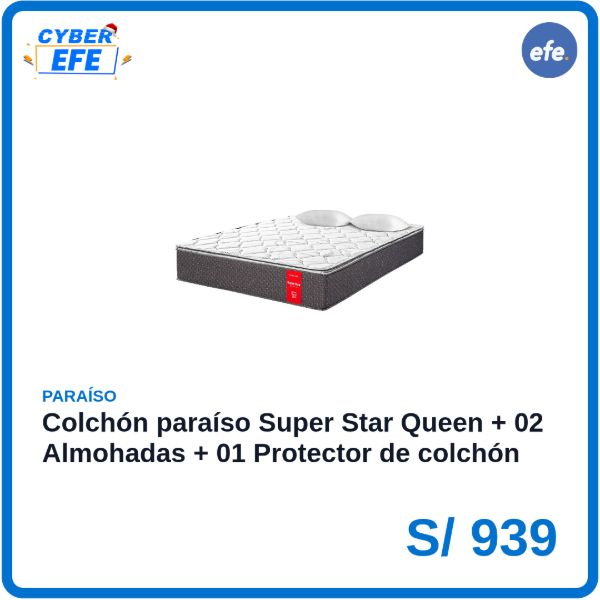 CYBER
EFE
efe.
PARAÍSO
Colchón paraíso Super Star Queen + 02
Almohadas + 01 Protector de colchón
S/ 939